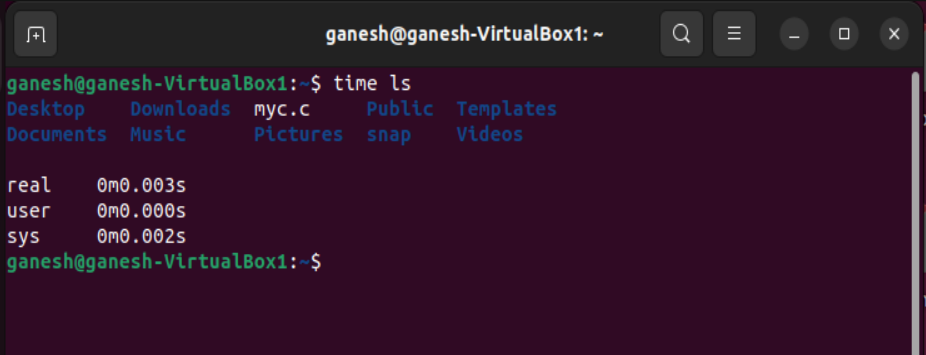 ganesh@ganesh-VirtualBox1: ~
ganesh@ganesh-VirtualBox1:~$ time ls
Desktop Downloads myc.c Public Templates
Documents Music Pictures snap Videos
real 0m0.003s
user 0m0.000s
sys 0m0.002s
ganesh@ganesh-VirtualBox1:~$